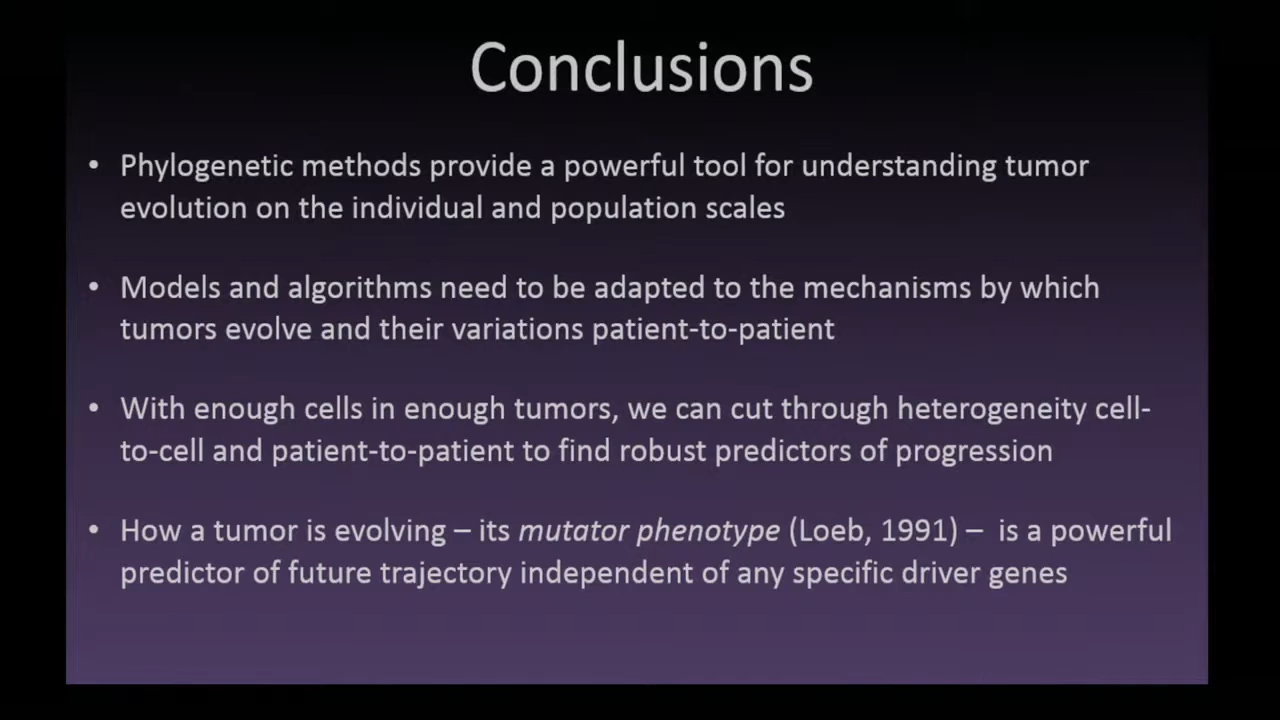 Conclusions
• Phylogenetic methods provide a powerful tool for understanding tumor
evolution on the individual and population scales
• Models and algorithms need to be adapted to the mechanisms by which
tumors evolve and their variations patient-to-patient
• With enough cells in enough tumors, we can cut through heterogeneity cell-
to-cell and patient-to-patient to find robust predictors of progression
• How a tumor is evolving – its mutator phenotype (Loeb, 1991) – is a powerful
predictor of future trajectory independent of any specific driver genes